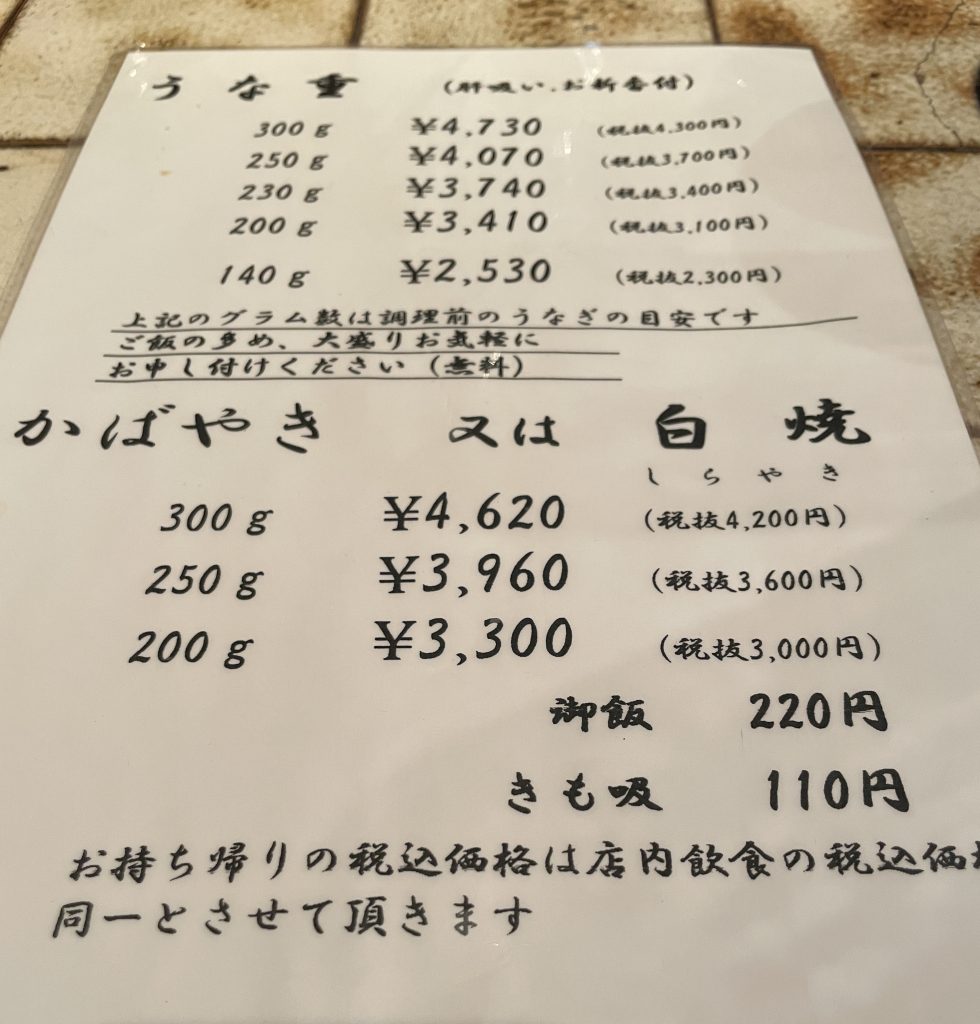 うな重 (肝吸い、お新香付)
300g ¥4,730 (税抜4,300円)
250g ¥4,070 (税抜3,700円)
230g ¥3,740 (税抜3,400円)
200g ¥3,410 (税抜3,100円)
140g ¥2,530 (税抜2,300円)
上記のグラム数は調理前のうなぎの目安です
ご飯の多め、大盛りお気軽に
お申し付けください(無料)
かばやき 又は 白焼
しらやき
300g ¥4,620 (税抜4,200円)
250g ¥3,960 (税抜3,600円)
200g ¥3,300 (税抜3,000円)
御飯 220円
きも吸 110円
お持ち帰りの税込価格は店内飲食の税込価
同一とさせて頂きます